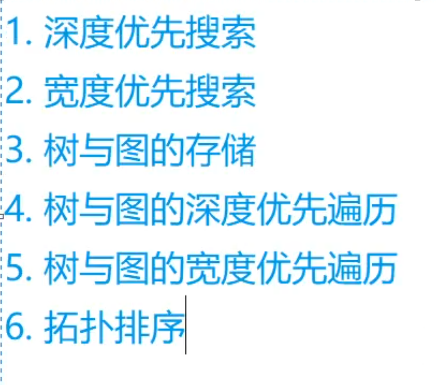 1. 深度优先搜索
2. 宽度优先搜索
3. 树与图的存储
4. 树与图的深度优先遍历
5. 树与图的宽度优先遍历
6. 拓扑排序